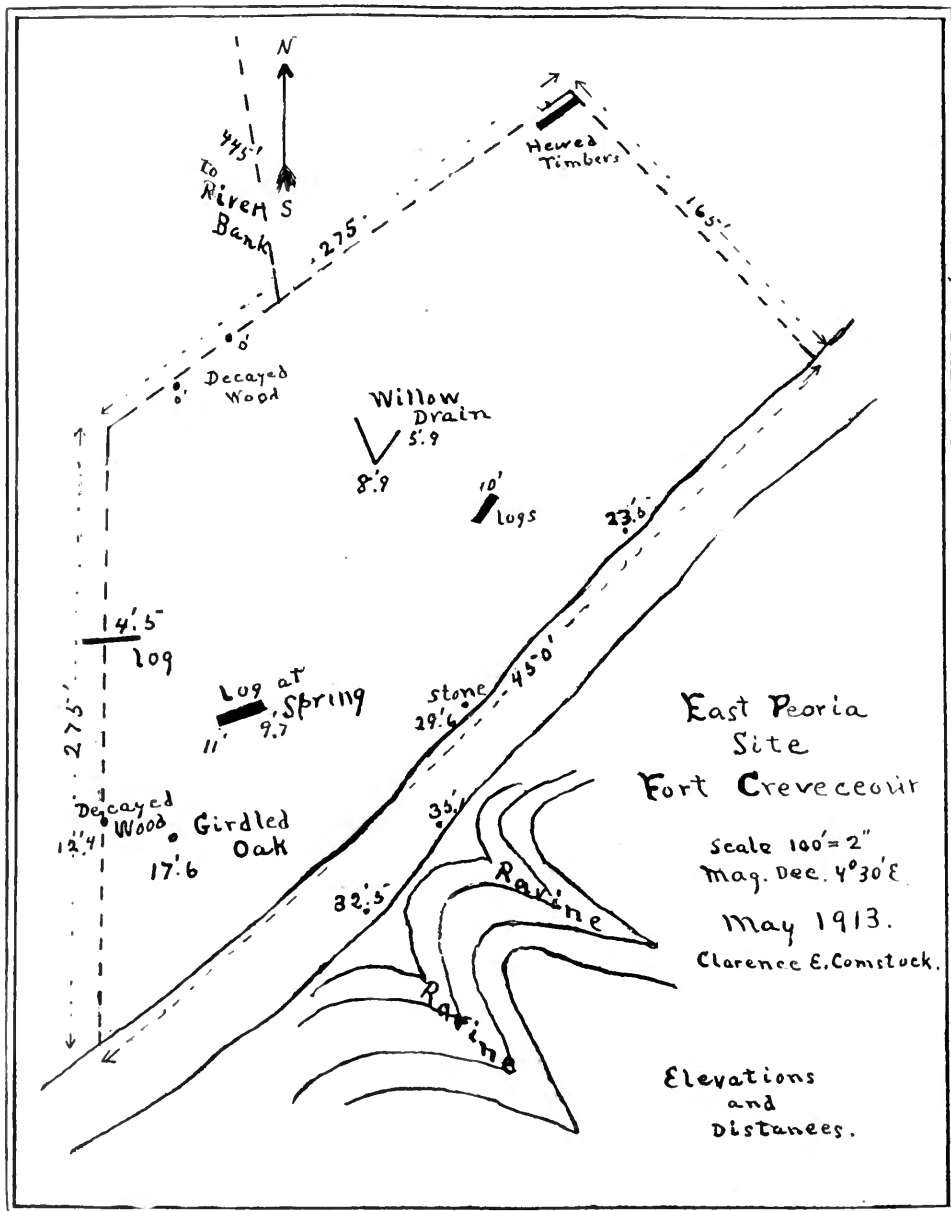 N
445'
to
River
Bank
S
275'
Hewed
Timbers
165'
0'
0'
Decayed
Wood
Willow
Drain
5'.9
8'.9
10'
Logs
23'.5
4'.5
Log
275'
Log at
Spring
11'
9'.7
Stone
29'.6
450'
Decayed
Wood
12'.4
Girdled
Oak
17'.6
35'.1
32'.5
Ravine
Ravine
East Peoria
Site
Fort Creveceour
Scale 100' = 2"
Mag. Dec. 4°30'E.
May 1913.
Clarence E. Comstock.
Elevations
and
Distances.